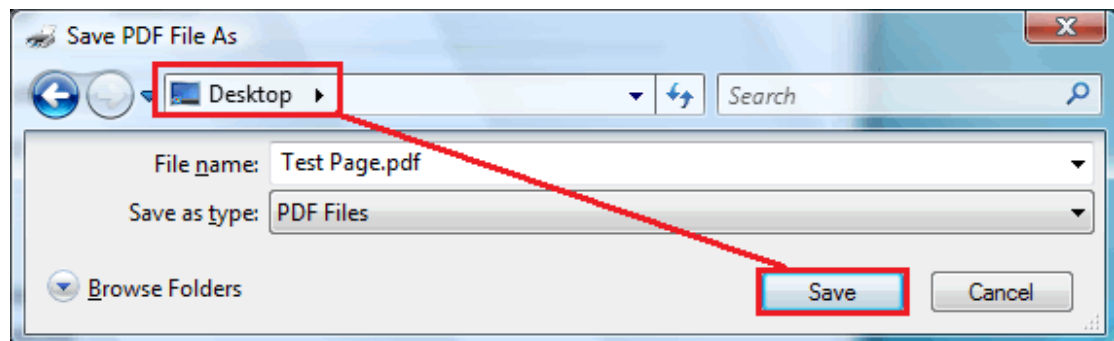 Save PDF File As
Desktop
Search
File name: Test Page.pdf
Save as type: PDF Files
Browse Folders
Save
Cancel